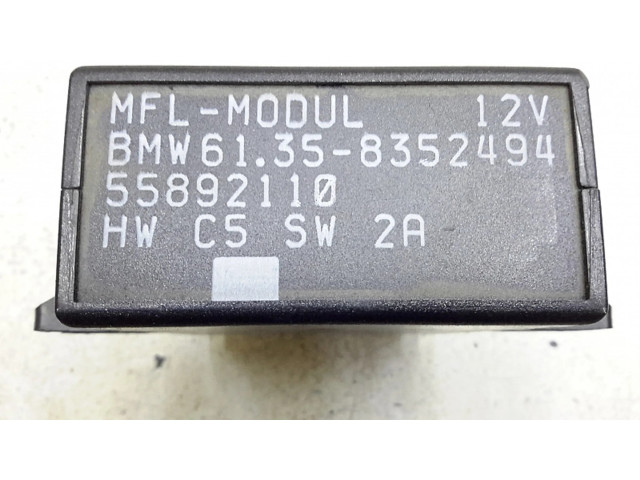 MFL-MODUL 12V
BMW61.35-8352494
55892110
HW C5 SW 2A